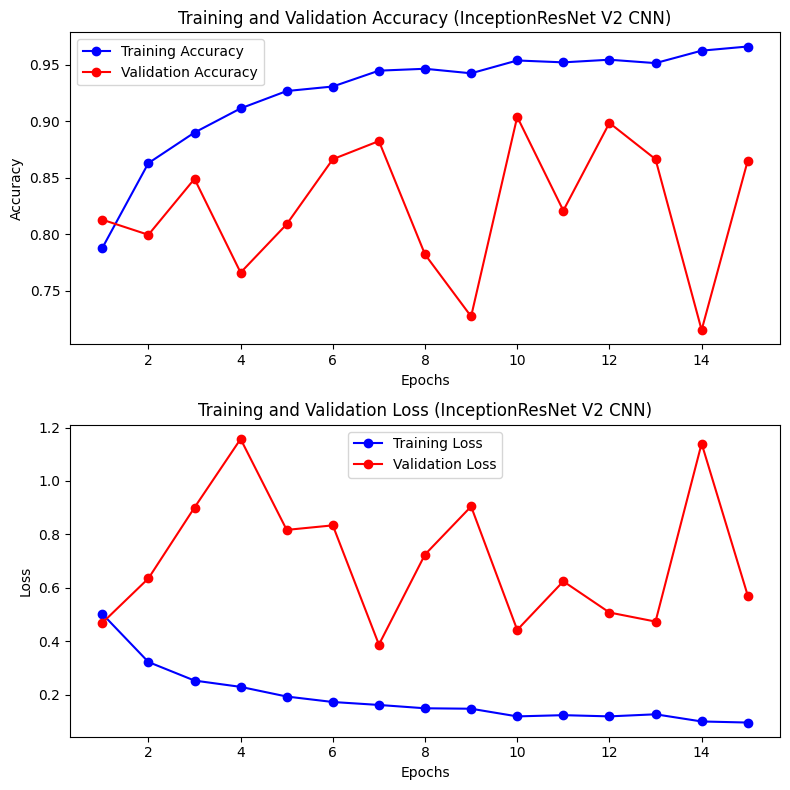 Training and Validation Accuracy (InceptionResNet V2 CNN)
Training Accuracy
Validation Accuracy
0.95
0.90
0.85
0.80
0.75
Accuracy
2 4 6 8 10 12 14
Epochs
Training and Validation Loss (InceptionResNet V2 CNN)
Training Loss
Validation Loss
1.2
1.0
0.8
0.6
0.4
0.2
Loss
2 4 6 8 10 12 14
Epochs